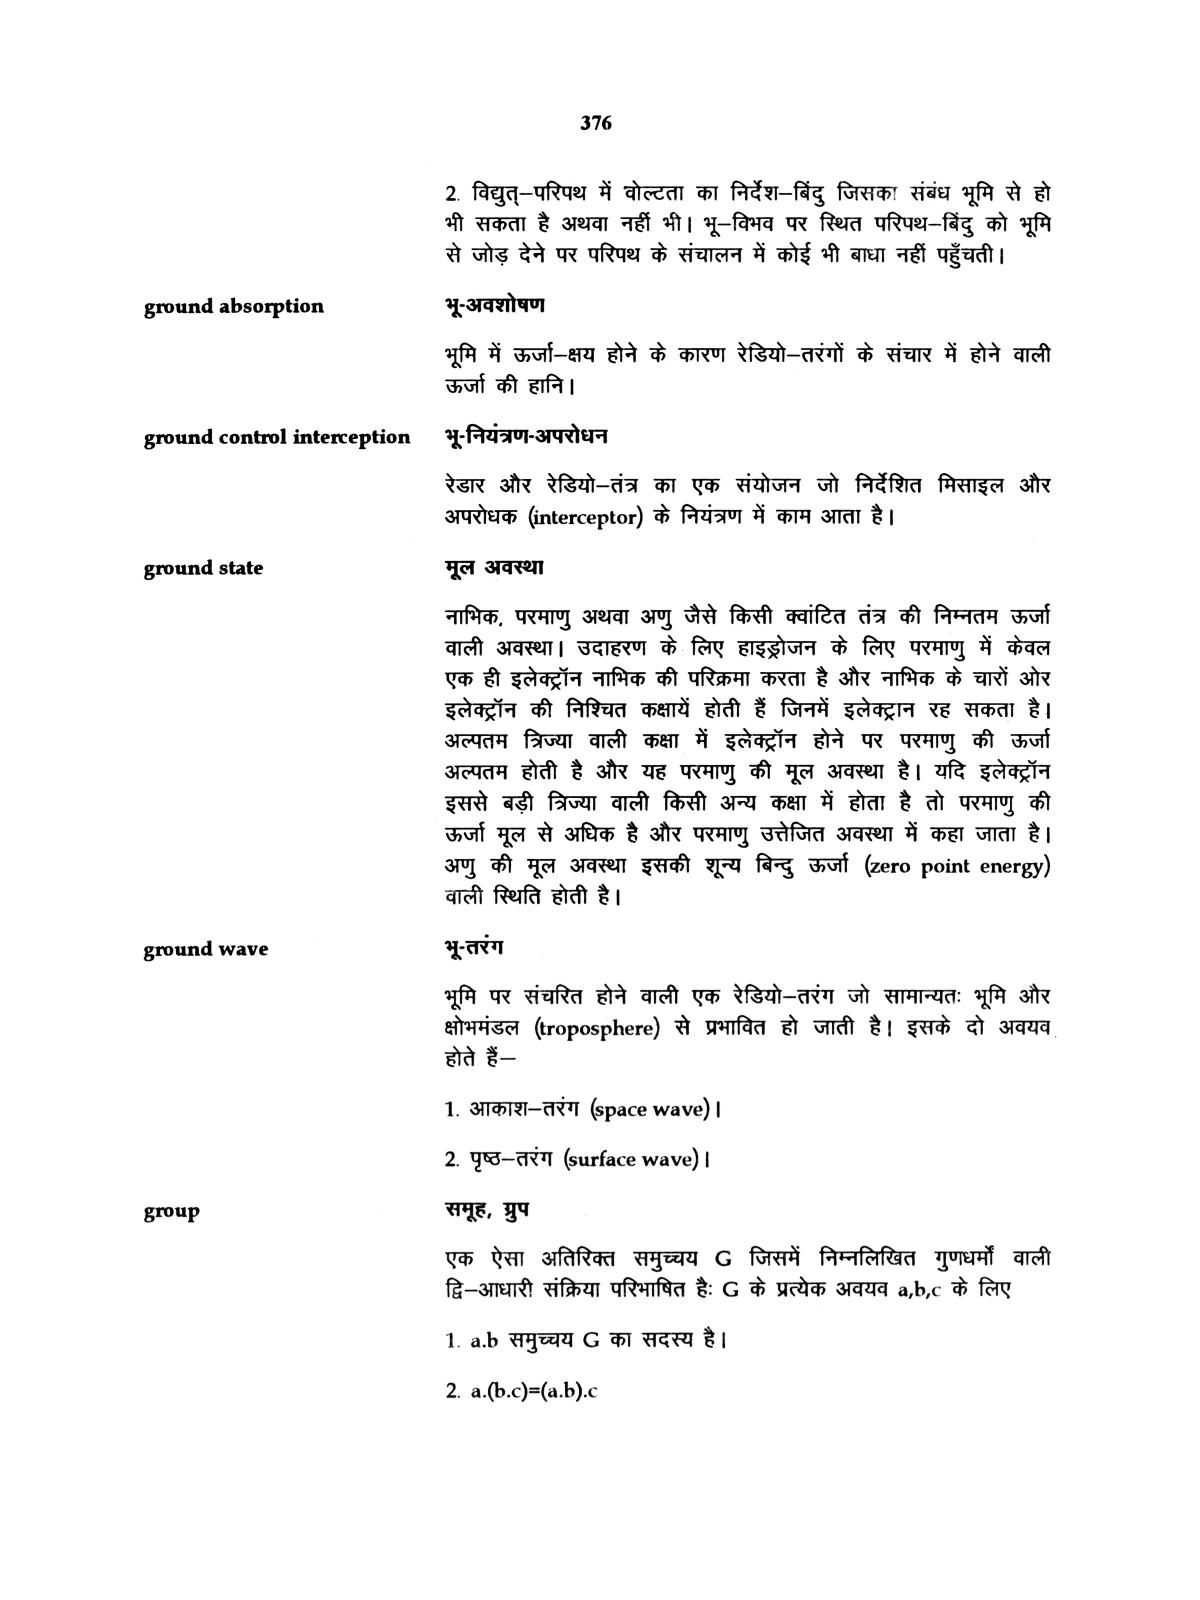 376
2. विद्युत्–परिपथ में वोल्टता का निर्देश–बिंदु जिसका संबंध भूमि से हो
भी सकता है अथवा नहीं भी। भू–विभव पर स्थित परिपथ–बिंदु को भूमि
से जोड़ देने पर परिपथ के संचालन में कोई भी बाधा नहीं पहुँचती।
ground absorption भू-अवशोषण
भूमि में ऊर्जा–क्षय होने के कारण रेडियो–तरंगों के संचार में होने वाली
ऊर्जा की हानि।
ground control interception भू-नियंत्रण-अपरोधन
रेडार और रेडियो–तंत्र का एक संयोजन जो निर्देशित मिसाइल और
अपरोधक (interceptor) के नियंत्रण में काम आता है।
ground state मूल अवस्था
नाभिक, परमाणु अथवा अणु जैसे किसी क्वांटित तंत्र की निम्नतम ऊर्जा
वाली अवस्था। उदाहरण के लिए हाइड्रोजन के लिए परमाणु में केवल
एक ही इलेक्ट्रॉन नाभिक की परिक्रमा करता है और नाभिक के चारों ओर
इलेक्ट्रॉन की निश्चित कक्षायें होती हैं जिनमें इलेक्ट्रान रह सकता है।
अल्पतम त्रिज्या वाली कक्षा में इलेक्ट्रॉन होने पर परमाणु की ऊर्जा
अल्पतम होती है और यह परमाणु की मूल अवस्था है। यदि इलेक्ट्रॉन
इससे बड़ी त्रिज्या वाली किसी अन्य कक्षा में होता है तो परमाणु की
ऊर्जा मूल से अधिक है और परमाणु उत्तेजित अवस्था में कहा जाता है।
अणु की मूल अवस्था इसकी शून्य बिन्दु ऊर्जा (zero point energy)
वाली स्थिति होती है।
ground wave भू-तरंग
भूमि पर संचरित होने वाली एक रेडियो–तरंग जो सामान्यतः भूमि और
क्षोभमंडल (troposphere) से प्रभावित हो जाती है। इसके दो अवयव
होते हैं–
1. आकाश–तरंग (space wave)।
2. पृष्ठ–तरंग (surface wave)।
group समूह, ग्रुप
एक ऐसा अतिरिक्त समुच्चय G जिसमें निम्नलिखित गुणधर्मों वाली
द्वि–आधारी संक्रिया परिभाषित हैः G के प्रत्येक अवयव a,b,c के लिए
1. a.b समुच्चय G का सदस्य है।
2. a.(b.c)=(a.b).c